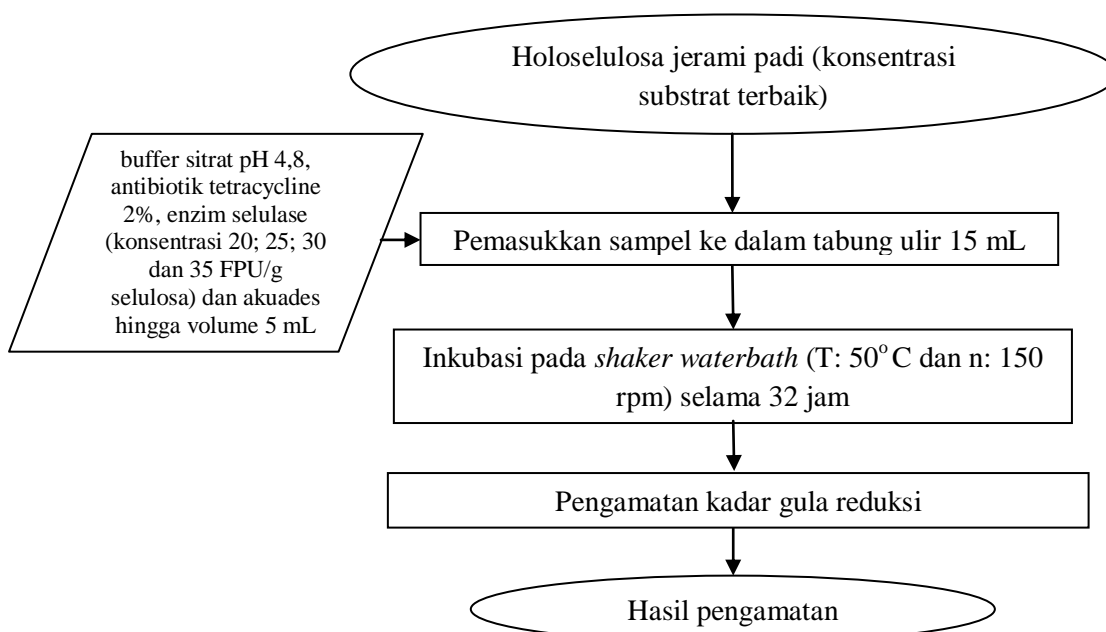 Holoselulosa jerami padi (konsentrasi
substrat terbaik)
buffer sitrat pH 4,8,
antibiotik tetracycline
2%, enzim selulase
(konsentrasi 20; 25; 30
dan 35 FPU/g
selulosa) dan akuades
hingga volume 5 mL
Pemasukkan sampel ke dalam tabung ulir 15 mL
Inkubasi pada shaker waterbath (T: 50° C dan n: 150
rpm) selama 32 jam
Pengamatan kadar gula reduksi
Hasil pengamatan